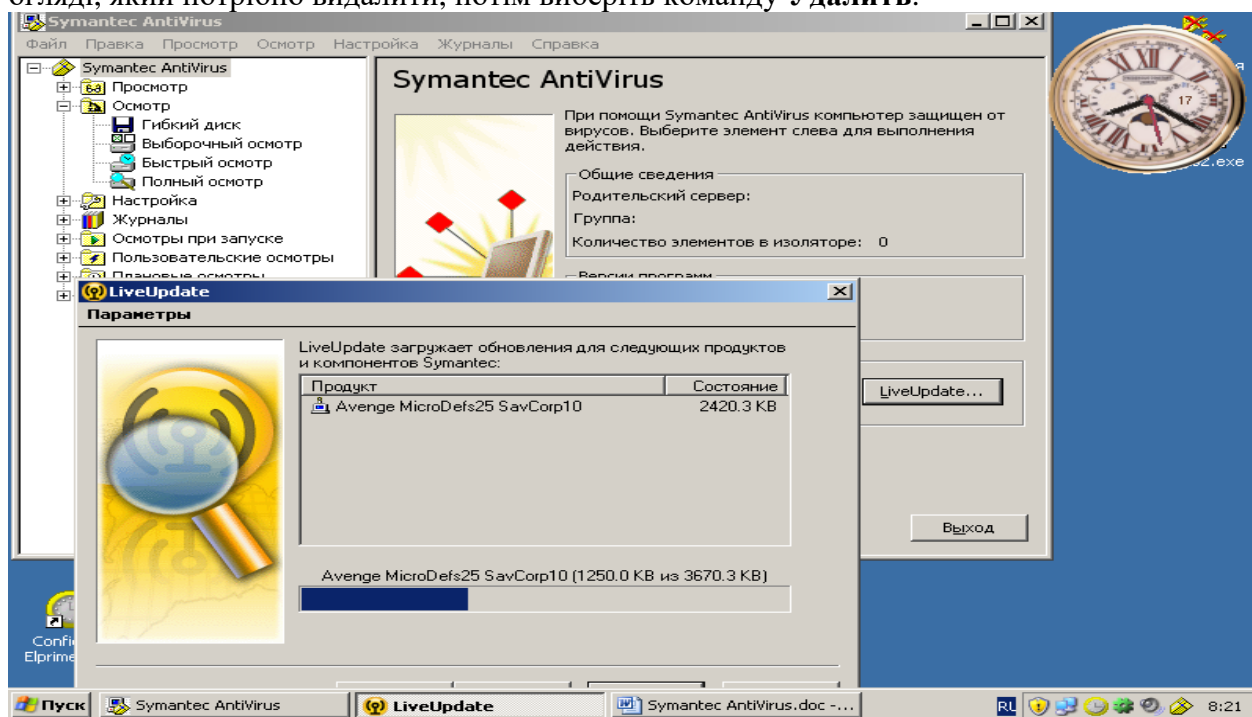 огляді, який потрібно видалити, потім виберіть команду Удалить.
Symantec AntiVirus
Файл Правка Просмотр Осмотр Настройка Журналы Справка
Symantec AntiVirus
Просмотр
Осмотр
Гибкий диск
Выборочный осмотр
Быстрый осмотр
Полный осмотр
Настройка
Журналы
Осмотры при запуске
Пользовательские осмотры
Плановые осмотры
Symantec AntiVirus
При помощи Symantec AntiVirus компьютер защищен от
вирусов. Выберите элемент слева для выполнения
действия.
Общие сведения
Родительский сервер:
Группа:
Количество элементов в изоляторе: 0
Версии программ
LiveUpdate...
Выход
LiveUpdate
Параметры
LiveUpdate загружает обновления для следующих продуктов
и компонентов Symantec:
Продукт Состояние
Avenge MicroDefs25 SavCorp10 2420.3 KB
Avenge MicroDefs25 SavCorp10 (1250.0 KB из 3670.3 KB)
17
2.exe
Confi
Elprime
Пуск Symantec AntiVirus LiveUpdate Symantec AntiVirus.doc -... RU 8:21